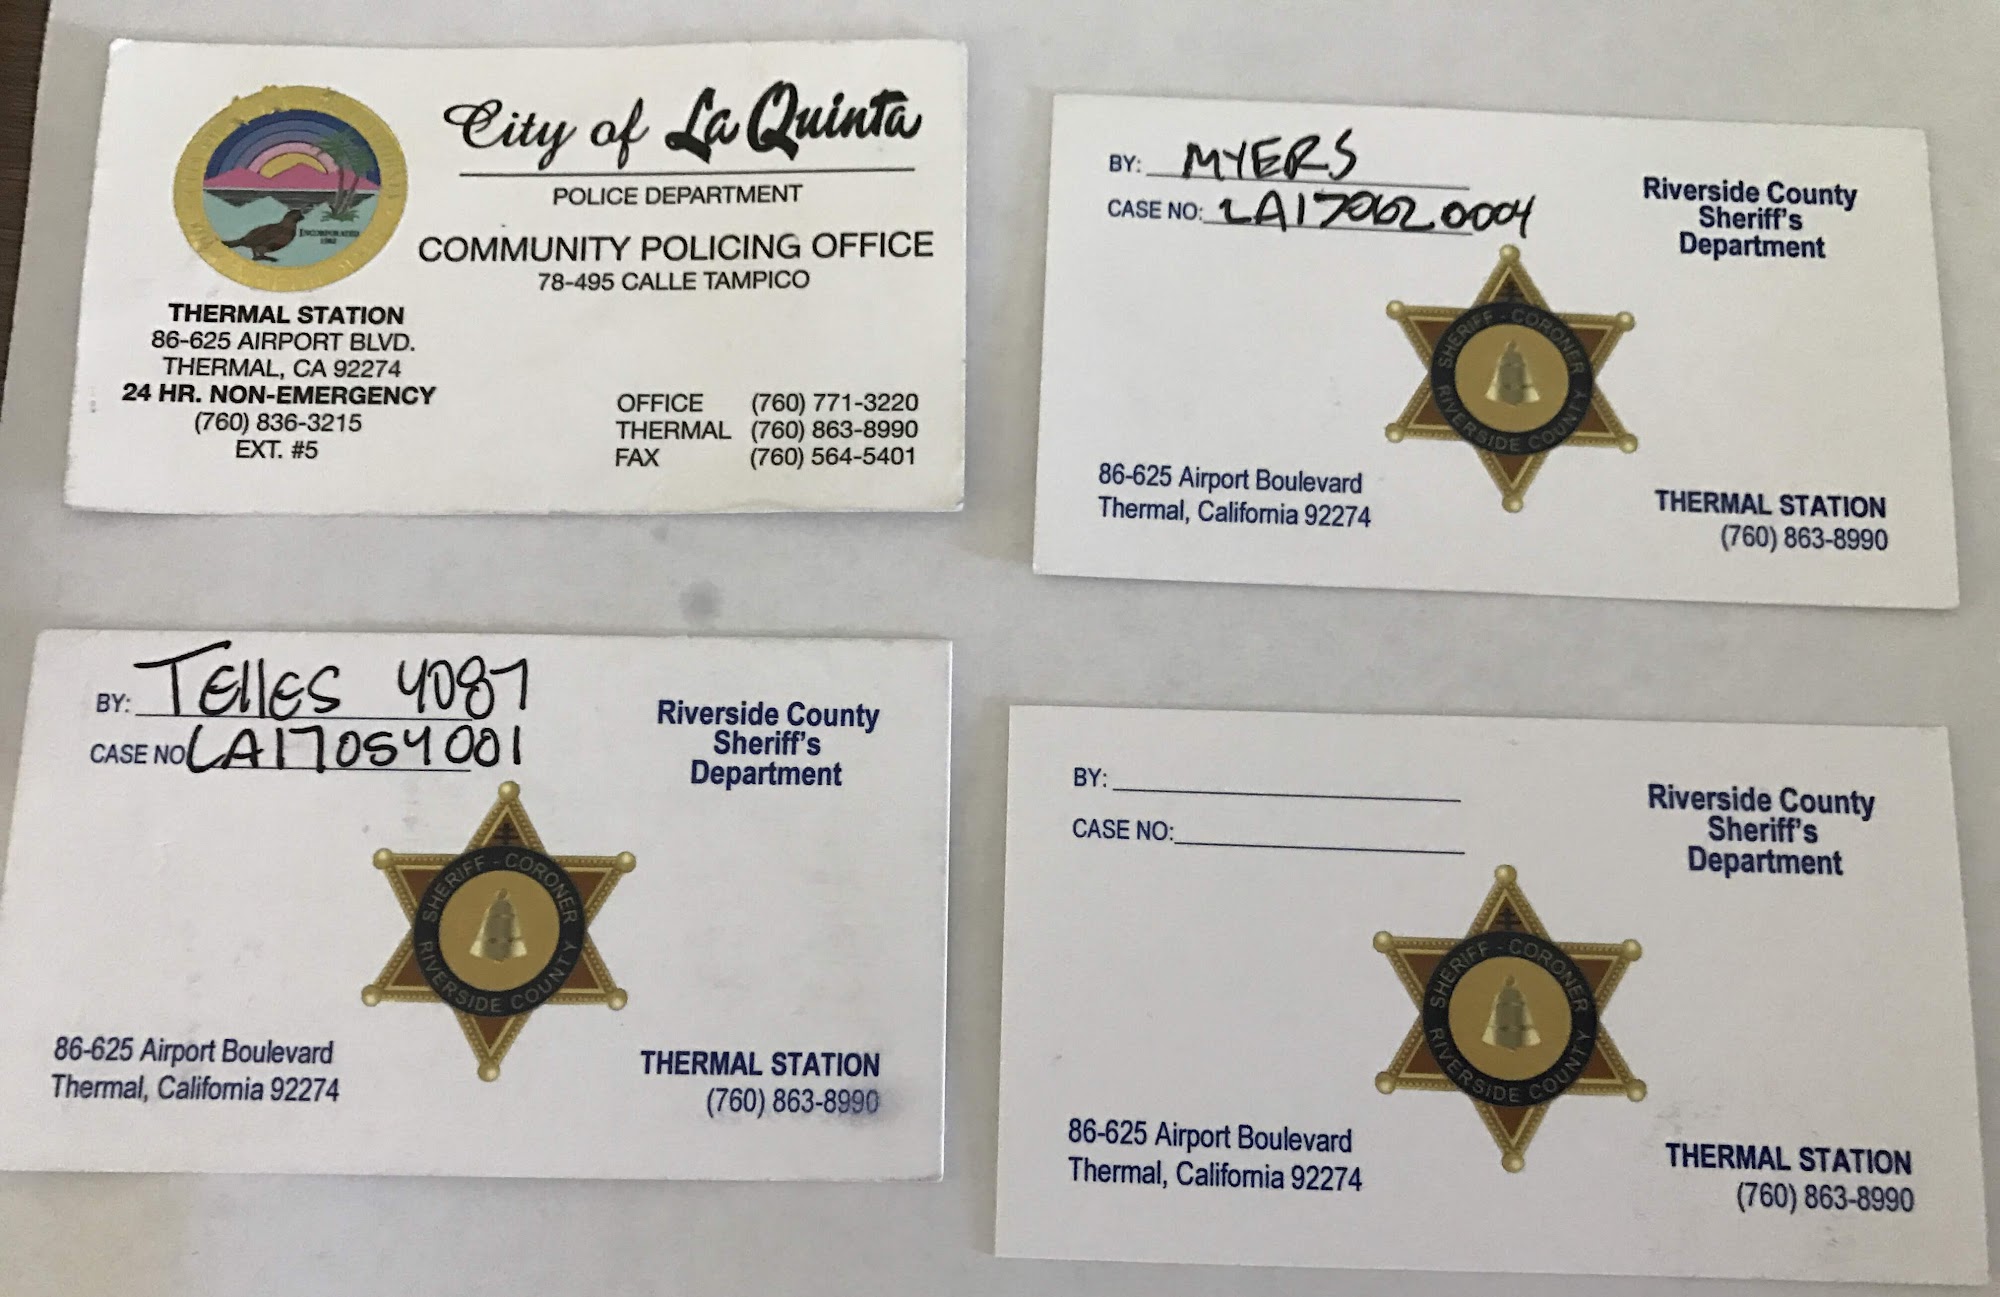 City of La Quinta
POLICE DEPARTMENT
COMMUNITY POLICING OFFICE
78-495 CALLE TAMPICO
INCORPORATED
1982
THERMAL STATION
86-625 AIRPORT BLVD.
THERMAL, CA 92274
24 HR. NON-EMERGENCY
(760) 836-3215
EXT. #5
OFFICE (760) 771-3220
THERMAL (760) 863-8990
FAX (760) 564-5401
BY: MYERS
CASE NO: LA170620004
Riverside County
Sheriff's
Department
SHERIFF - CORONER
RIVERSIDE COUNTY
86-625 Airport Boulevard
Thermal, California 92274
THERMAL STATION
(760) 863-8990
BY: TEllES 4087
CASE NO LA17054001
Riverside County
Sheriff's
Department
SHERIFF - CORONER
RIVERSIDE COUNTY
86-625 Airport Boulevard
Thermal, California 92274
THERMAL STATION
(760) 863-8990
BY:
CASE NO:
Riverside County
Sheriff's
Department
SHERIFF - CORONER
RIVERSIDE COUNTY
86-625 Airport Boulevard
Thermal, California 92274
THERMAL STATION
(760) 863-8990